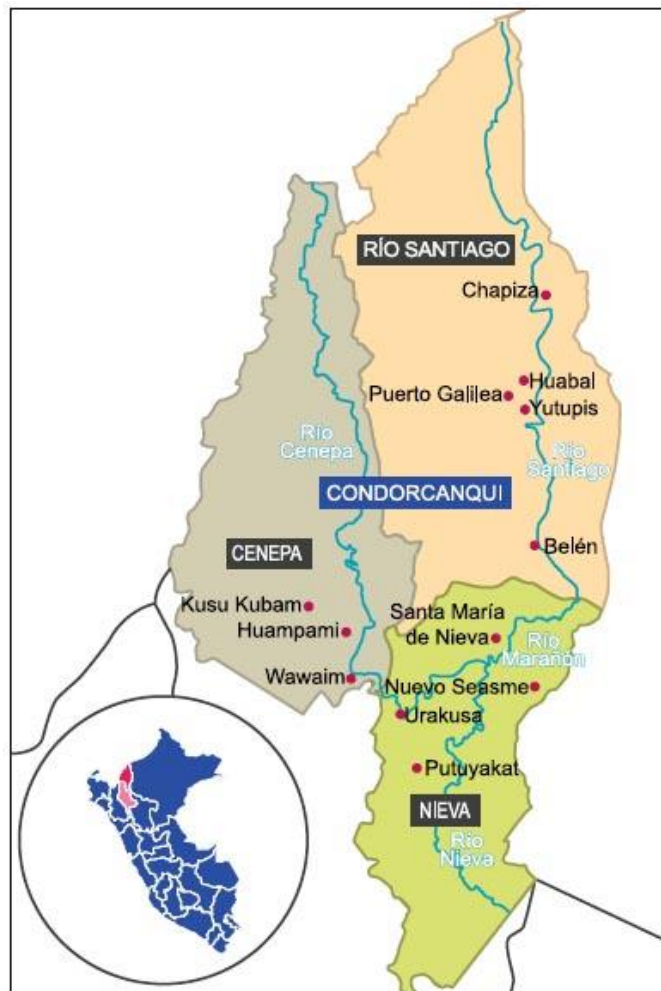 RÍO SANTIAGO
Chapiza
Huabal
Puerto Galilea
Yutupis
Río
Cenepa
Río
Santiago
CONDORCANQUI
CENEPA
Belén
Kusu Kubam
Huampami
Santa María
de Nieva
Río
Marañón
Wawaim
Nuevo Seasme
Urakusa
Putuyakat
NIEVA
Río
Nieva